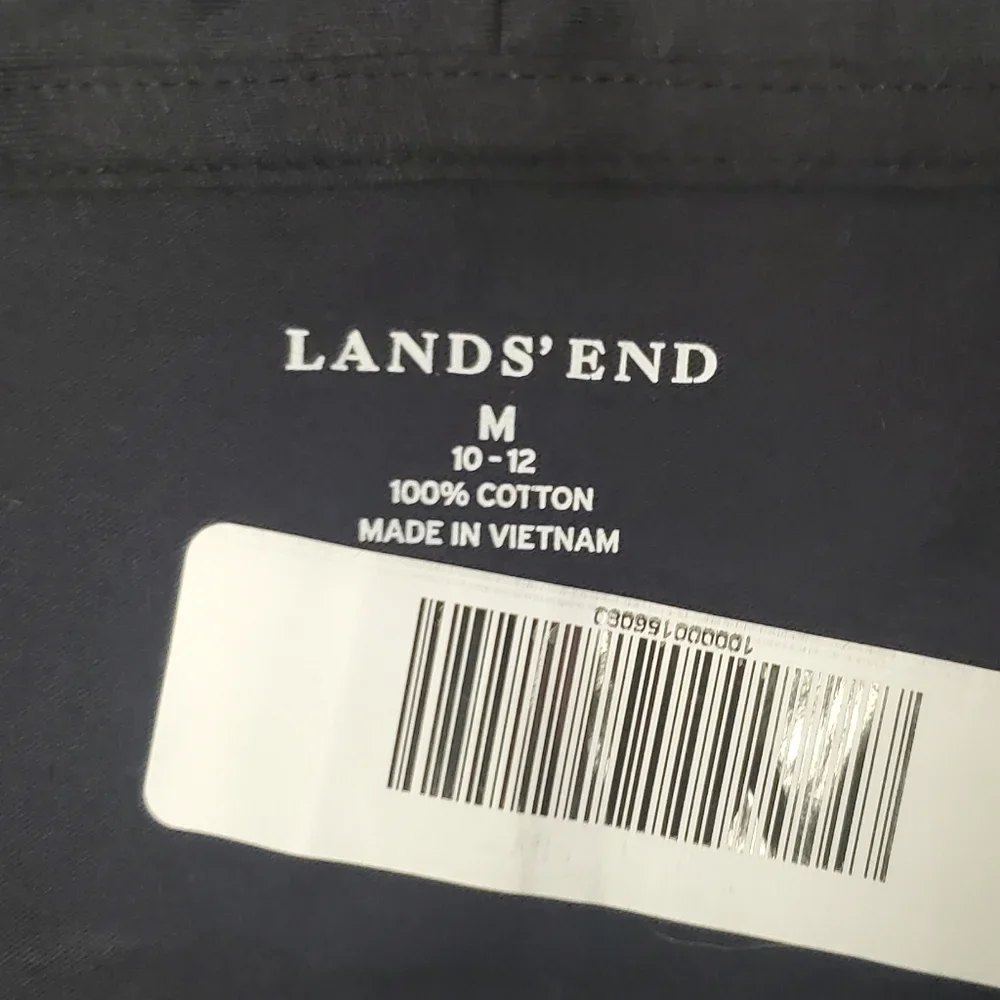 LANDS' END
M
10-12
100% COTTON
MADE IN VIETNAM